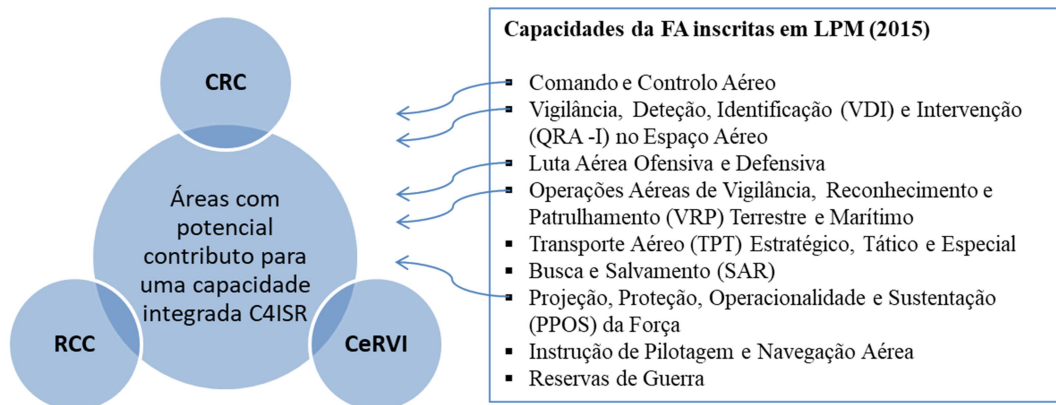 CRC
Áreas com
potencial
contributo para
uma capacidade
integrada C4ISR
RCC
CeRVI
Capacidades da FA inscritas em LPM (2015)
▪ Comando e Controlo Aéreo
▪ Vigilância, Deteção, Identificação (VDI) e Intervenção
(QRA -I) no Espaço Aéreo
▪ Luta Aérea Ofensiva e Defensiva
▪ Operações Aéreas de Vigilância, Reconhecimento e
Patrulhamento (VRP) Terrestre e Marítimo
▪ Transporte Aéreo (TPT) Estratégico, Tático e Especial
▪ Busca e Salvamento (SAR)
▪ Projeção, Proteção, Operacionalidade e Sustentação
(PPOS) da Força
▪ Instrução de Pilotagem e Navegação Aérea
▪ Reservas de Guerra